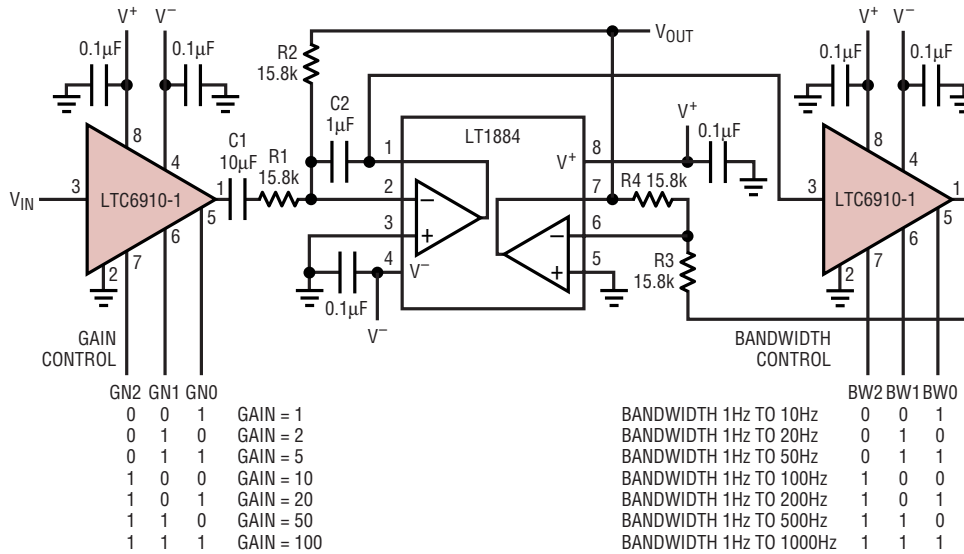 V+
V−
0.1µF
0.1µF
8
4
3
VIN
LTC6910-1
1
5
6
2
7
C1
10µF
R1
15.8k
R2
15.8k
C2
1µF
VOUT
LT1884
1
2
3
4
V−
−
+
V+
8
7
6
5
−
+
0.1µF
V−
V+
0.1µF
R4 15.8k
R3
15.8k
V+
V−
0.1µF
0.1µF
8
4
3
LTC6910-1
1
5
6
2
7
GAIN
CONTROL
BANDWIDTH
CONTROL
GN2 GN1 GN0
0 0 1 GAIN = 1
0 1 0 GAIN = 2
0 1 1 GAIN = 5
1 0 0 GAIN = 10
1 0 1 GAIN = 20
1 1 0 GAIN = 50
1 1 1 GAIN = 100
BW2 BW1 BW0
BANDWIDTH 1Hz TO 10Hz 0 0 1
BANDWIDTH 1Hz TO 20Hz 0 1 0
BANDWIDTH 1Hz TO 50Hz 0 1 1
BANDWIDTH 1Hz TO 100Hz 1 0 0
BANDWIDTH 1Hz TO 200Hz 1 0 1
BANDWIDTH 1Hz TO 500Hz 1 1 0
BANDWIDTH 1Hz TO 1000Hz 1 1 1